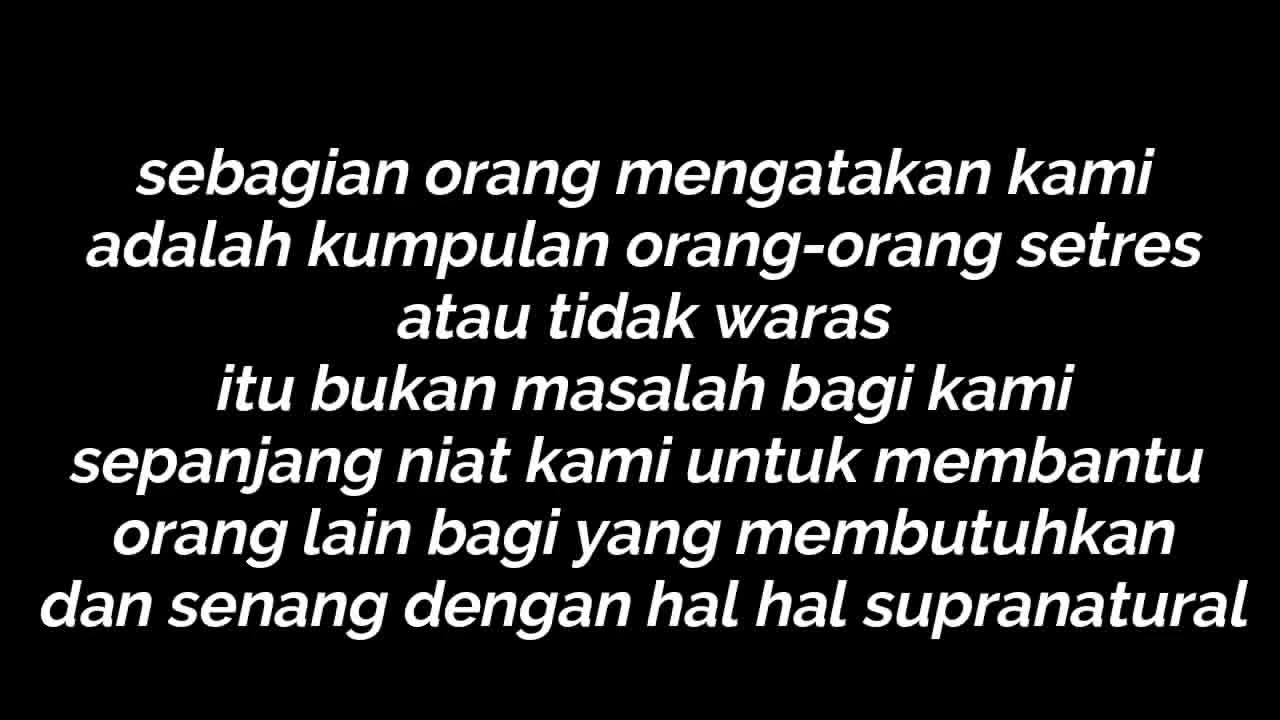 sebagian orang mengatakan kami
adalah kumpulan orang-orang setres
atau tidak waras
itu bukan masalah bagi kami
sepanjang niat kami untuk membantu
orang lain bagi yang membutuhkan
dan senang dengan hal hal supranatural